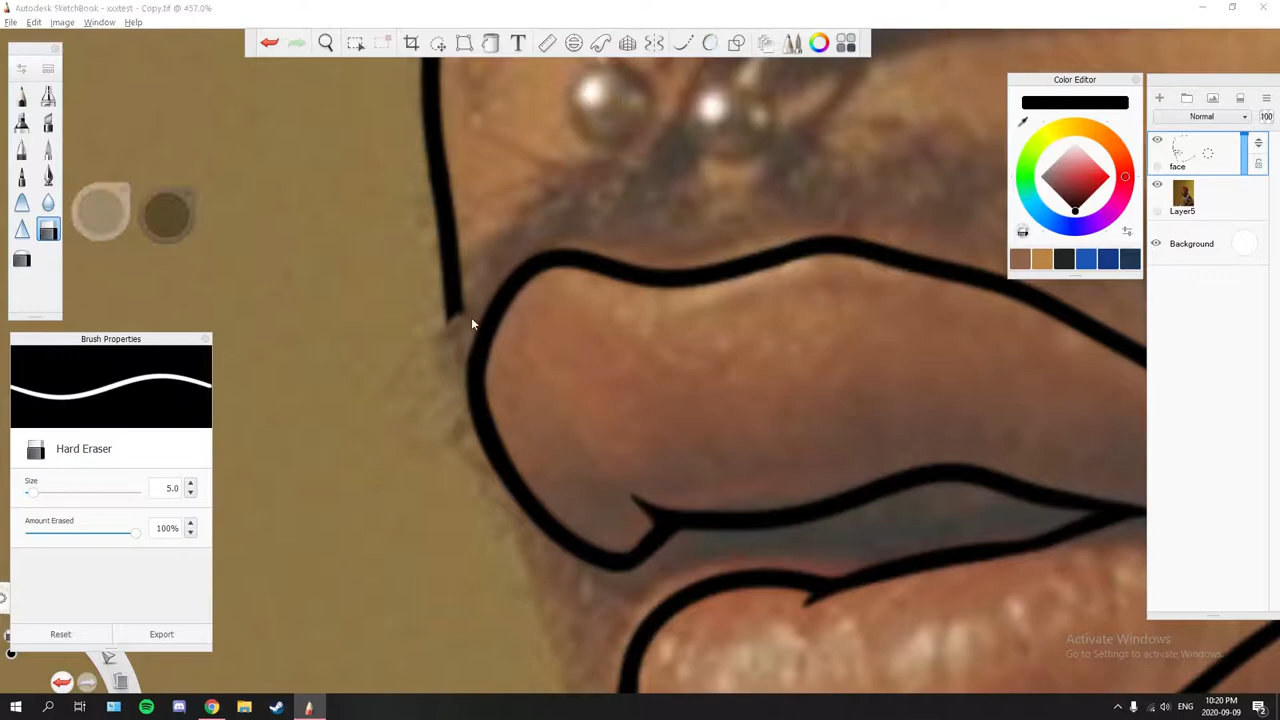 Autodesk SketchBook - xxxtest - Copy.tif @ 457.0%
File Edit Image Window Help
T
Color Editor
Normal
100
face
Layer5
Background
Brush Properties
Hard Eraser
Size
5.0
Amount Erased
100%
Reset Export
Activate Windows
Go to Settings to activate Windows.
ENG
10:20 PM
2020-09-09
2